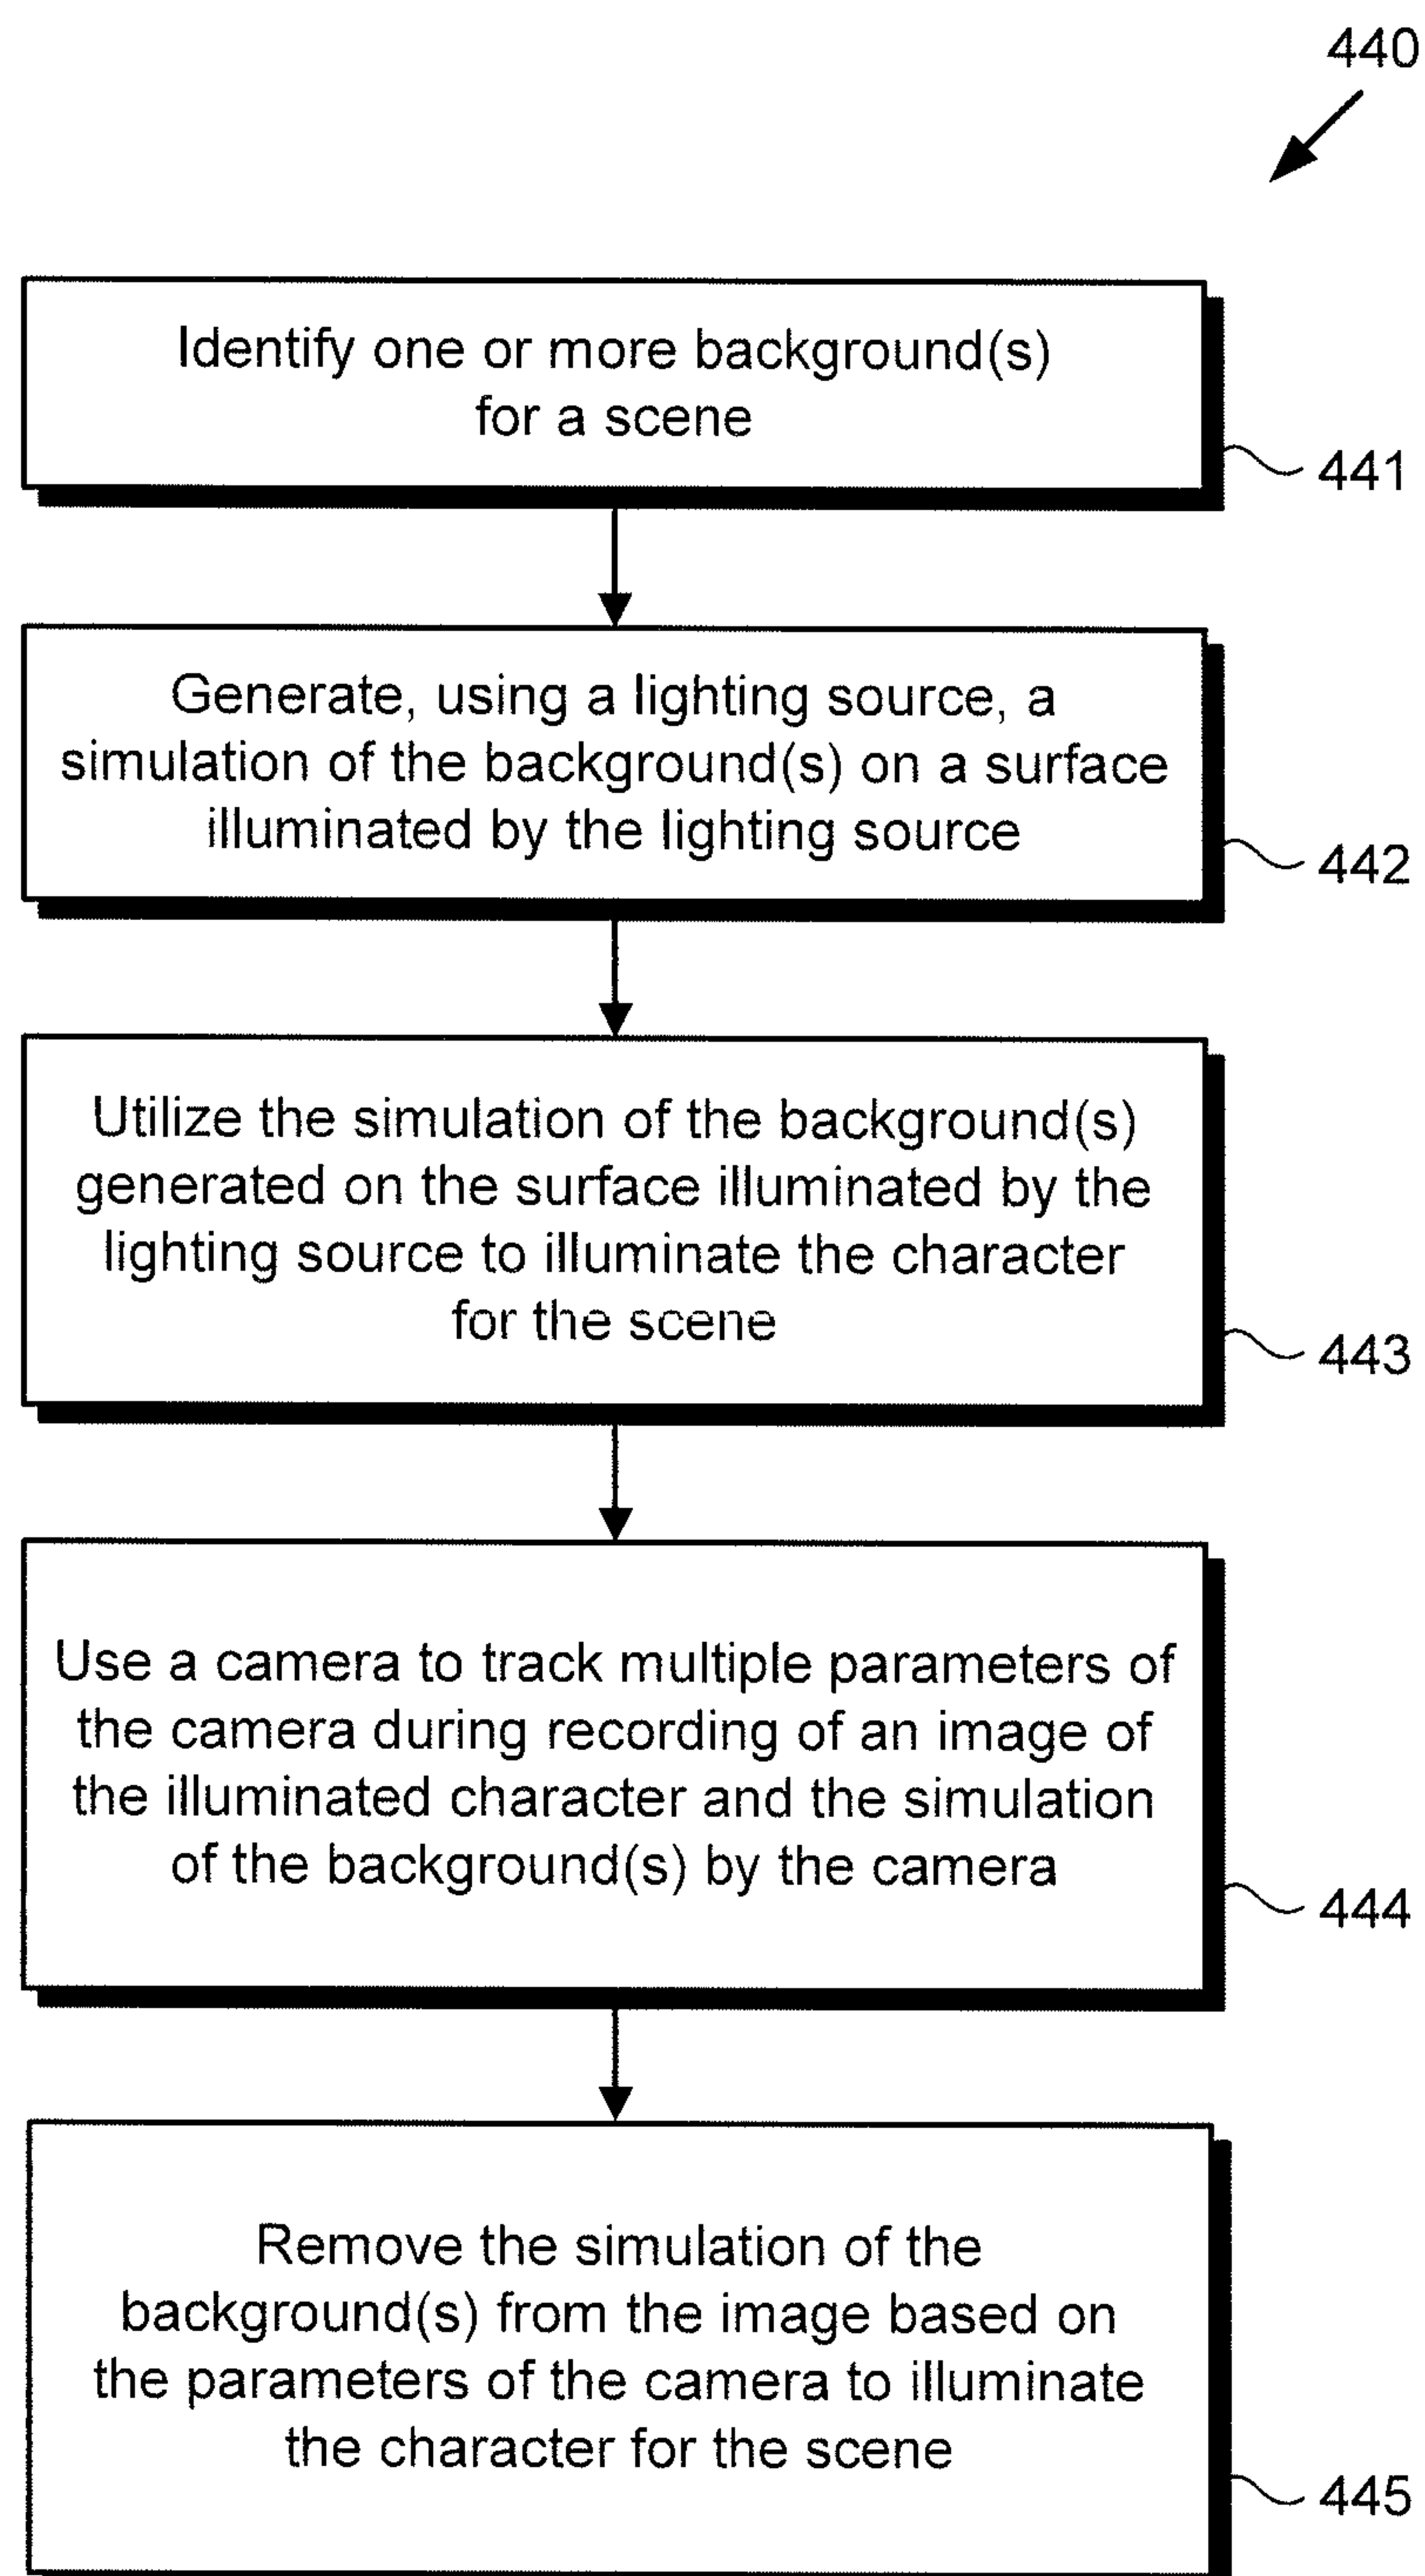 440
Identify one or more background(s)
for a scene
441
Generate, using a lighting source, a
simulation of the background(s) on a surface
illuminated by the lighting source
442
Utilize the simulation of the background(s)
generated on the surface illuminated by the
lighting source to illuminate the character
for the scene
443
Use a camera to track multiple parameters of
the camera during recording of an image of
the illuminated character and the simulation
of the background(s) by the camera
444
Remove the simulation of the
background(s) from the image based on
the parameters of the camera to illuminate
the character for the scene
445